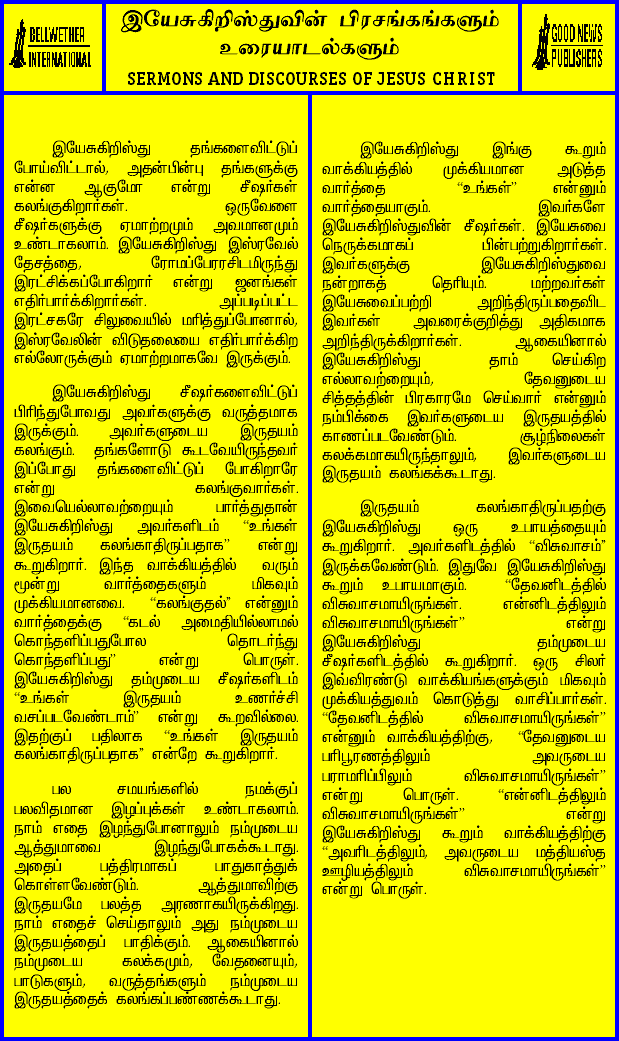 BELLWETHER
INTERNATIONAL
இயேசுகிறிஸ்துவின் பிரசங்கங்களும்
உரையாடல்களும்
SERMONS AND DISCOURSES OF JESUS CHRIST
GOOD NEWS
PUBLISHERS
இயேசுகிறிஸ்து தங்களைவிட்டுப்
போய்விட்டால், அதன்பின்பு தங்களுக்கு
என்ன ஆகுமோ என்று சீஷர்கள்
கலங்குகிறார்கள். ஒருவேளை
சீஷர்களுக்கு ஏமாற்றமும் அவமானமும்
உண்டாகலாம். இயேசுகிறிஸ்து இஸ்ரவேல்
தேசத்தை, ரோமப்பேரரசிடமிருந்து
இரட்சிக்கப்போகிறார் என்று ஜனங்கள்
எதிர்பார்க்கிறார்கள். அப்படிப்பட்ட
இரட்சகரே சிலுவையில் மரித்துப்போனால்,
இஸ்ரவேலின் விடுதலையை எதிர்பார்க்கிற
எல்லோருக்கும் ஏமாற்றமாகவே இருக்கும்.
இயேசுகிறிஸ்து சீஷர்களைவிட்டுப்
பிரிந்துபோவது அவர்களுக்கு வருத்தமாக
இருக்கும். அவர்களுடைய இருதயம்
கலங்கும். தங்களோடு கூடவேயிருந்தவர்
இப்போது தங்களைவிட்டுப் போகிறாரே
என்று கலங்குவார்கள்.
இவையெல்லாவற்றையும் பார்த்துதான்
இயேசுகிறிஸ்து அவர்களிடம் “உங்கள்
இருதயம் கலங்காதிருப்பதாக” என்று
கூறுகிறார். இந்த வாக்கியத்தில் வரும்
மூன்று வார்த்தைகளும் மிகவும்
முக்கியமானவை. “கலங்குதல்” என்னும்
வார்த்தைக்கு “கடல் அமைதியில்லாமல்
கொந்தளிப்பதுபோல தொடர்ந்து
கொந்தளிப்பது” என்று பொருள்.
இயேசுகிறிஸ்து தம்முடைய சீஷர்களிடம்
“உங்கள் இருதயம் உணர்ச்சி
வசப்படவேண்டாம்” என்று கூறவில்லை.
இதற்குப் பதிலாக “உங்கள் இருதயம்
கலங்காதிருப்பதாக” என்றே கூறுகிறார்.
பல சமயங்களில் நமக்குப்
பலவிதமான இழப்புக்கள் உண்டாகலாம்.
நாம் எதை இழந்துபோனாலும் நம்முடைய
ஆத்துமாவை இழந்துபோகக்கூடாது.
அதைப் பத்திரமாகப் பாதுகாத்துக்
கொள்ளவேண்டும். ஆத்துமாவிற்கு
இருதயமே பலத்த அரணாகயிருக்கிறது.
நாம் எதைச் செய்தாலும் அது நம்முடைய
இருதயத்தைப் பாதிக்கும். ஆகையினால்
நம்முடைய கலக்கமும், வேதனையும்,
பாடுகளும், வருத்தங்களும் நம்முடைய
இருதயத்தைக் கலங்கப்பண்ணக்கூடாது.
இயேசுகிறிஸ்து இங்கு கூறும்
வாக்கியத்தில் முக்கியமான அடுத்த
வார்த்தை “உங்கள்” என்னும்
வார்த்தையாகும். இவர்களே
இயேசுகிறிஸ்துவின் சீஷர்கள். இயேசுவை
நெருக்கமாகப் பின்பற்றுகிறார்கள்.
இவர்களுக்கு இயேசுகிறிஸ்துவை
நன்றாகத் தெரியும். மற்றவர்கள்
இயேசுவைப்பற்றி அறிந்திருப்பதைவிட
இவர்கள் அவரைக்குறித்து அதிகமாக
அறிந்திருக்கிறார்கள். ஆகையினால்
இயேசுகிறிஸ்து தாம் செய்கிற
எல்லாவற்றையும், தேவனுடைய
சித்தத்தின் பிரகாரமே செய்வார் என்னும்
நம்பிக்கை இவர்களுடைய இருதயத்தில்
காணப்படவேண்டும். சூழ்நிலைகள்
கலக்கமாகயிருந்தாலும், இவர்களுடைய
இருதயம் கலங்கக்கூடாது.
இருதயம் கலங்காதிருப்பதற்கு
இயேசுகிறிஸ்து ஒரு உபாயத்தையும்
கூறுகிறார். அவர்களிடத்தில் “விசுவாசம்”
இருக்கவேண்டும். இதுவே இயேசுகிறிஸ்து
கூறும் உபாயமாகும். “தேவனிடத்தில்
விசுவாசமாயிருங்கள். என்னிடத்திலும்
விசுவாசமாயிருங்கள்” என்று
இயேசுகிறிஸ்து தம்முடைய
சீஷர்களிடத்தில் கூறுகிறார். ஒரு சிலர்
இவ்விரண்டு வாக்கியங்களுக்கும் மிகவும்
முக்கியத்துவம் கொடுத்து வாசிப்பார்கள்.
“தேவனிடத்தில் விசுவாசமாயிருங்கள்”
என்னும் வாக்கியத்திற்கு, “தேவனுடைய
பரிபூரணத்திலும் அவருடைய
பராமரிப்பிலும் விசுவாசமாயிருங்கள்”
என்று பொருள். “என்னிடத்திலும்
விசுவாசமாயிருங்கள்” என்று
இயேசுகிறிஸ்து கூறும் வாக்கியத்திற்கு
“அவரிடத்திலும், அவருடைய மத்தியஸ்த
ஊழியத்திலும் விசுவாசமாயிருங்கள்”
என்று பொருள்.